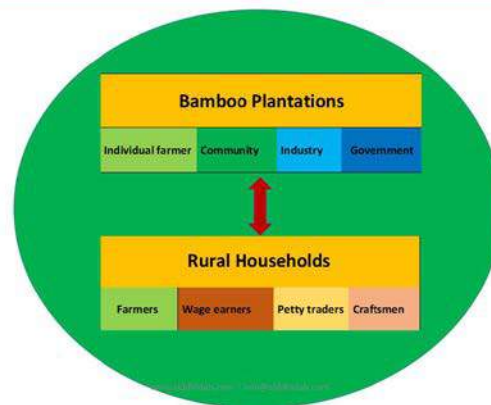 Bamboo Plantations
Individual farmer Community Industry Government
Rural Households
Farmers Wage earners Petty traders Craftsmen